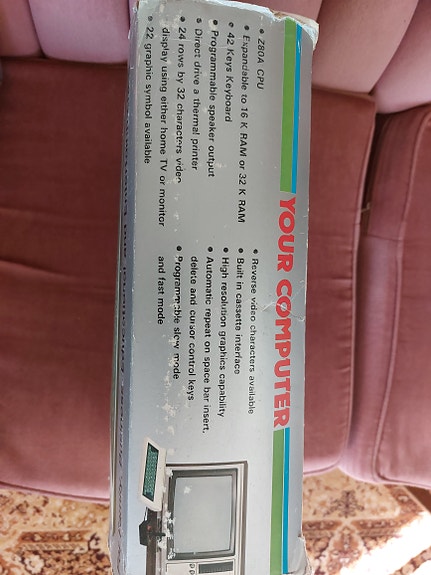 YOUR COMPUTER
• Z80A CPU
• Expandable to 16 K RAM or 32 K RAM
• 42 Keys Keyboard
• Programmable speaker output
• Direct drive a thermal printer
• 24 rows by 32 characters video
display using either home TV or monitor
• 22 graphic symbol available
• Reverse video characters available
• Built in cassette interface
• High resolution graphics capability
• Automatic repeat on space bar insert,
delete and cursor control keys
• Programmable slow mode
and fast mode